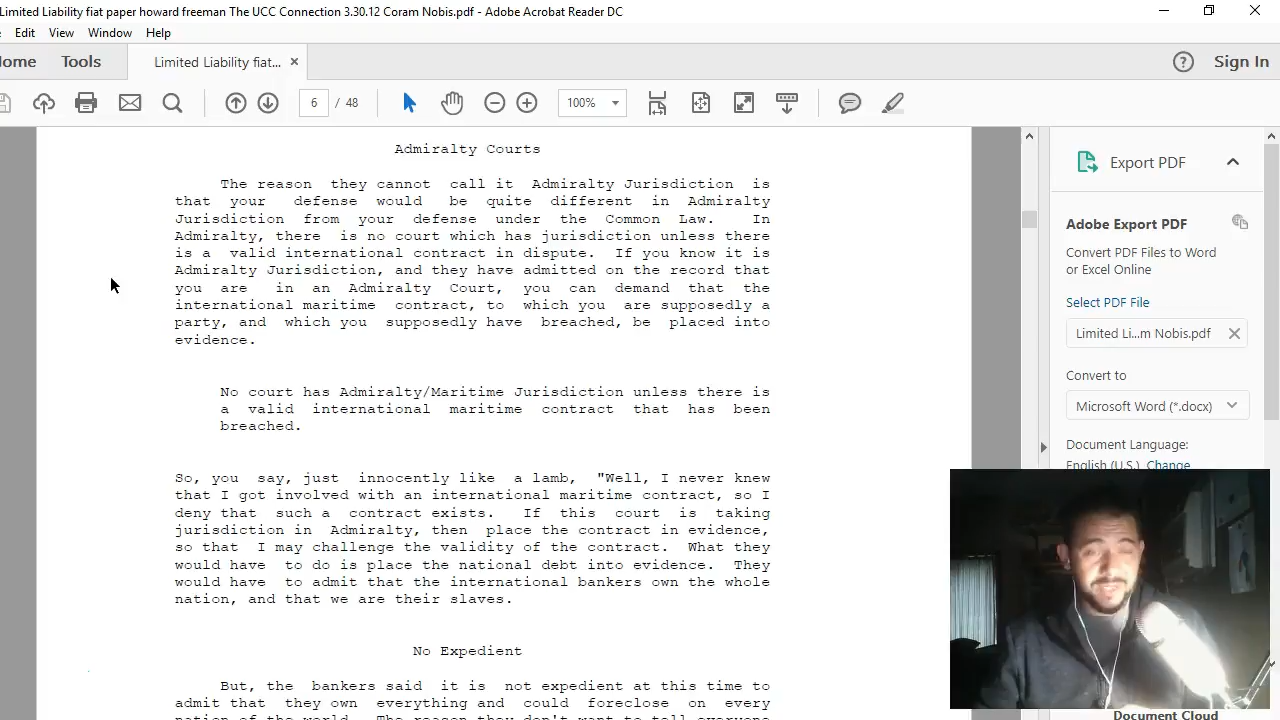 Limited Liability fiat paper howard freeman The UCC Connection 3.30.12 Coram Nobis.pdf - Adobe Acrobat Reader DC
Edit View Window Help
Tools Limited Liability fiat... × Sign In
6 / 48 100%
Admiralty Courts
The reason they cannot call it Admiralty Jurisdiction is
that your defense would be quite different in Admiralty
Jurisdiction from your defense under the Common Law. In
Admiralty, there is no court which has jurisdiction unless there
is a valid international contract in dispute. If you know it is
Admiralty Jurisdiction, and they have admitted on the record that
you are in an Admiralty Court, you can demand that the
international maritime contract, to which you are supposedly a
party, and which you supposedly have breached, be placed into
evidence.
No court has Admiralty/Maritime Jurisdiction unless there is
a valid international maritime contract that has been
breached.
So, you say, just innocently like a lamb, "Well, I never knew
that I got involved with an international maritime contract, so I
deny that such a contract exists. If this court is taking
jurisdiction in Admiralty, then place the contract in evidence,
so that I may challenge the validity of the contract. What they
would have to do is place the national debt into evidence. They
would have to admit that the international bankers own the whole
nation, and that we are their slaves.
No Expedient
But, the bankers said it is not expedient at this time to
admit that they own everything and could foreclose on every
nation of the world. The reason they don't want to tell everyone
Export PDF
Adobe Export PDF
Convert PDF Files to Word
or Excel Online
Select PDF File
Limited Li...m Nobis.pdf
Convert to
Microsoft Word (*.docx)
Document Language:
English (U.S.) Change
Document Cloud